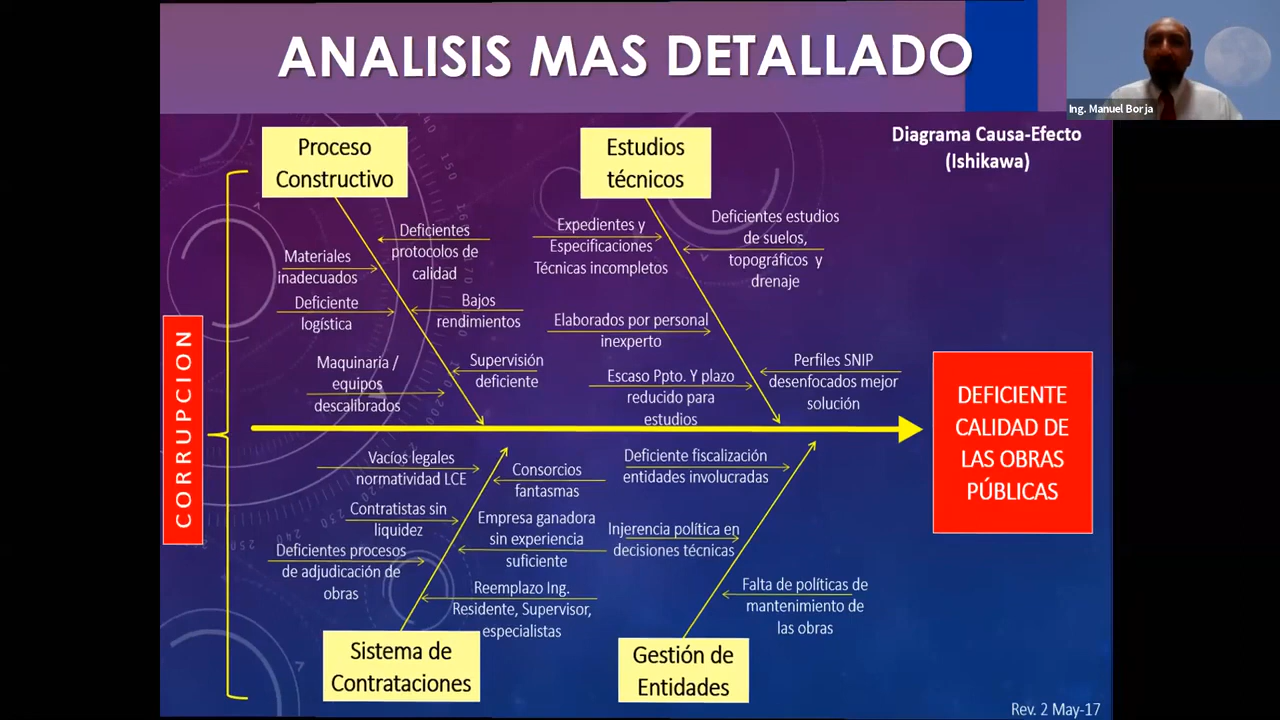 ANALISIS MAS DETALLADO
Ing. Manuel Borja
Diagrama Causa-Efecto
(Ishikawa)
Proceso
Constructivo
Deficientes
protocolos de
calidad
Materiales
inadecuados
Deficiente
logística
Bajos
rendimientos
Maquinaria /
equipos
descalibrados
Supervisión
deficiente
Estudios
técnicos
Expedientes y
Especificaciones
Técnicas incompletos
Deficientes estudios
de suelos,
topográficos y
drenaje
Elaborados por personal
inexperto
Escaso Ppto. Y plazo
reducido para
estudios
Perfiles SNIP
desenfocados mejor
solución
CORRUPCION
DEFICIENTE
CALIDAD DE
LAS OBRAS
PÚBLICAS
Vacíos legales
normatividad LCE
Consorcios
fantasmas
Contratistas sin
liquidez
Empresa ganadora
sin experiencia
suficiente
Deficientes procesos
de adjudicación de
obras
Reemplazo Ing.
Residente, Supervisor,
especialistas
Sistema de
Contrataciones
Deficiente fiscalización
entidades involucradas
Injerencia política en
decisiones técnicas
Falta de políticas de
mantenimiento de
las obras
Gestión de
Entidades
Rev. 2 May-17